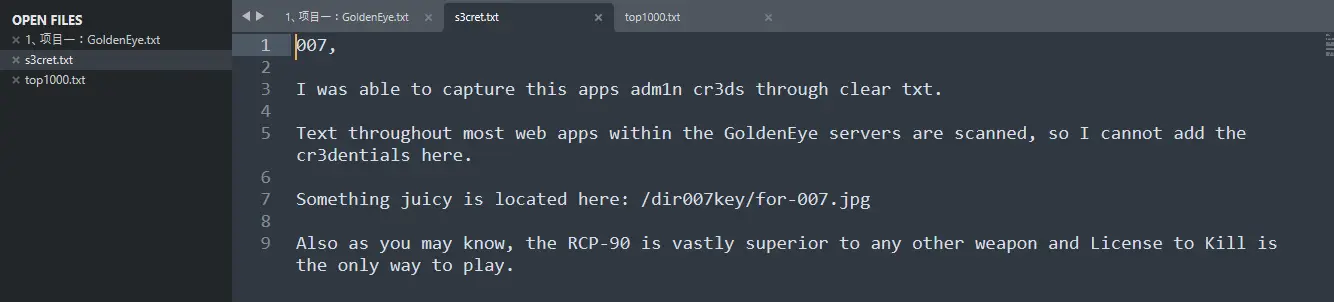 OPEN FILES
1、项目一：GoldenEye.txt
s3cret.txt
top1000.txt
1、项目一：GoldenEye.txt
s3cret.txt
top1000.txt
1 007,
2
3 I was able to capture this apps adm1n cr3ds through clear txt.
4
5 Text throughout most web apps within the GoldenEye servers are scanned, so I cannot add the
cr3dentials here.
6
7 Something juicy is located here: /dir007key/for-007.jpg
8
9 Also as you may know, the RCP-90 is vastly superior to any other weapon and License to Kill is
the only way to play.